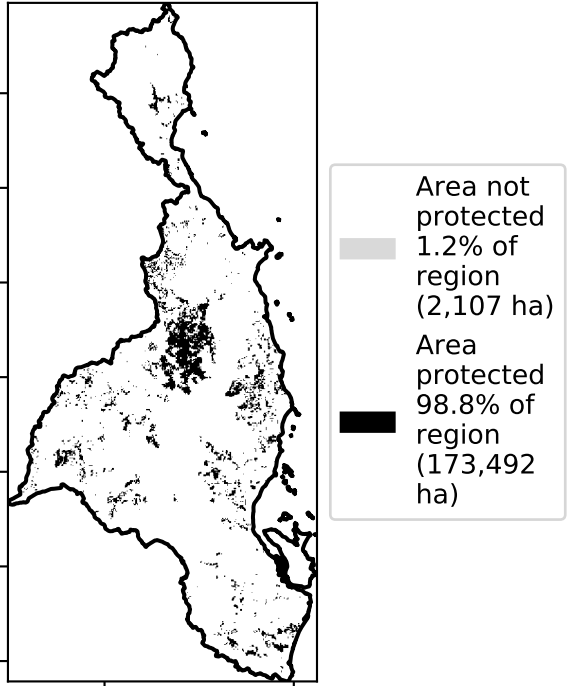 Area not
protected
1.2% of
region
(2,107 ha)
Area
protected
98.8% of
region
(173,492
ha)